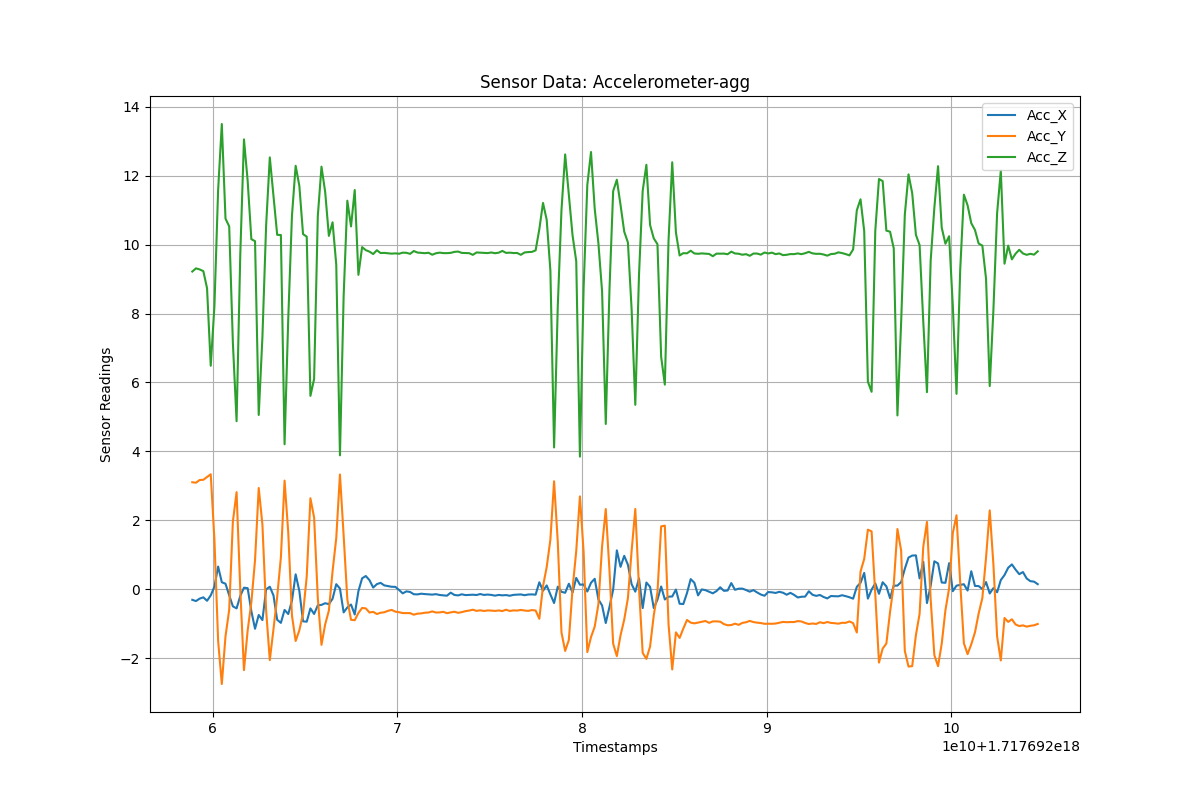 Sensor Data: Accelerometer-agg
Acc_X
Acc_Y
Acc_Z
Sensor Readings
14
12
10
8
6
4
2
0
−2
6
7
8
9
10
Timestamps
1e10+1.717692e18